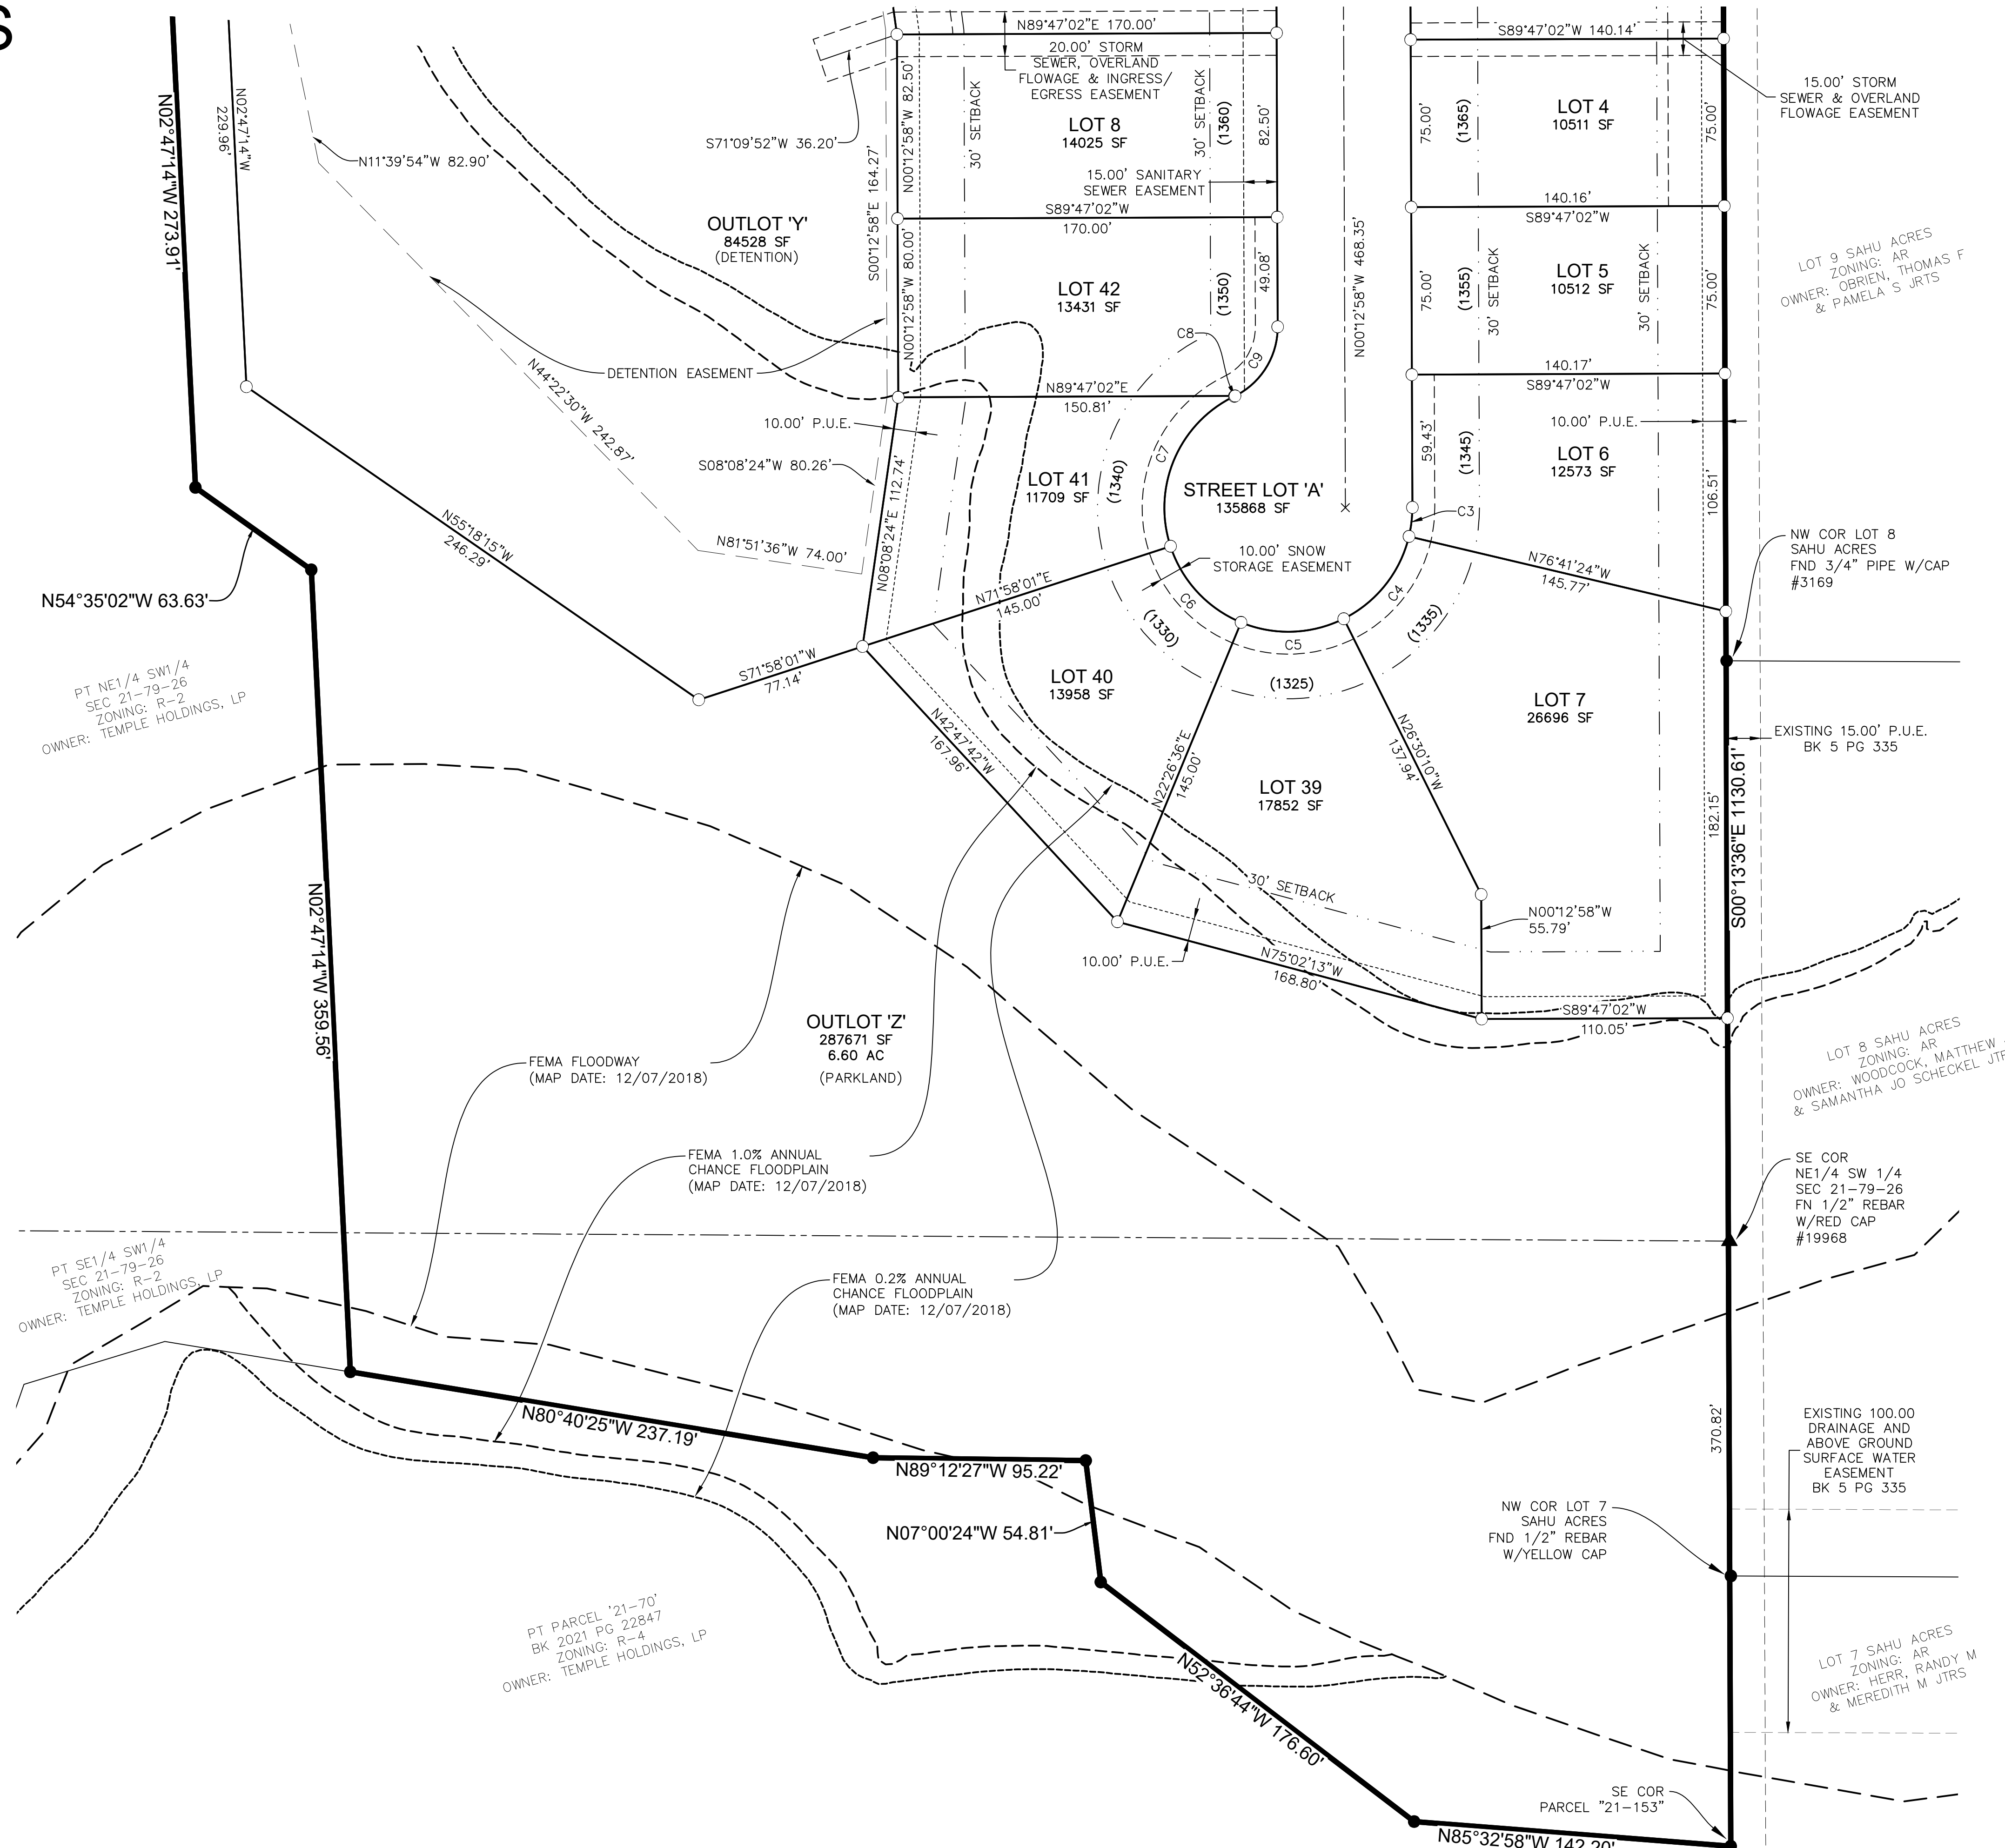 S
N02°47'14"W 273.91'
N02°47'14"W
229.96'
N11°39'54"W 82.90'
N54°35'02"W 63.63'
N55°18'15"W
246.29'
N44°22'30"W 242.87'
N81°51'36"W 74.00'
S71°58'01"W
77.14'
OUTLOT 'Y'
84528 SF
(DETENTION)
DETENTION EASEMENT
S71°09'52"W 36.20'
S00°12'58"E 164.27'
N00°12'58"W 82.50'
N00°12'58"W 80.00'
10.00' P.U.E.
S08°08'24"W 80.26'
N08°08'24"E 112.74'
N89°47'02"E 170.00'
20.00' STORM
SEWER, OVERLAND
FLOWAGE & INGRESS/
EGRESS EASEMENT
30' SETBACK
30' SETBACK
(1360)
82.50'
LOT 8
14025 SF
15.00' SANITARY
SEWER EASEMENT
S89°47'02"W
170.00'
LOT 42
13431 SF
(1350)
49.08'
C8
C9
N89°47'02"E
150.81'
C7
LOT 41
11709 SF
(1340)
STREET LOT 'A'
135868 SF
N00°12'58"W 468.35'
10.00' SNOW
STORAGE EASEMENT
N71°58'01"E
145.00'
C6
(1330)
C5
(1325)
C4
(1335)
C3
LOT 40
13958 SF
N42°47'42"W
167.96'
N22°26'36"E
145.00'
LOT 39
17852 SF
30' SETBACK
N26°30'10"W
137.94'
N00°12'58"W
55.79'
10.00' P.U.E.
N75°02'13"W
168.80'
S89°47'02"W
110.05'
S89°47'02"W 140.14'
15.00' STORM
SEWER & OVERLAND
FLOWAGE EASEMENT
75.00'
(1365)
LOT 4
10511 SF
75.00'
140.16'
S89°47'02"W
75.00'
(1355)
30' SETBACK
LOT 5
10512 SF
30' SETBACK
75.00'
140.17'
S89°47'02"W
59.43'
(1345)
10.00' P.U.E.
LOT 6
12573 SF
106.51'
N76°41'24"W
145.77'
LOT 7
26696 SF
182.15'
S00°13'36"E 1130.61'
LOT 9 SAHU ACRES
ZONING: AR
OWNER: OBRIEN, THOMAS F
& PAMELA S JRTS
NW COR LOT 8
SAHU ACRES
FND 3/4" PIPE W/CAP
#3169
EXISTING 15.00' P.U.E.
BK 5 PG 335
LOT 8 SAHU ACRES
ZONING: AR
OWNER: WOODCOCK, MATTHEW
& SAMANTHA JO SCHECKEL
SE COR
NE1/4 SW 1/4
SEC 21-79-26
FN 1/2" REBAR
W/RED CAP
#19968
PT NE1/4 SW1/4
SEC 21-79-26
ZONING: R-2
OWNER: TEMPLE HOLDINGS, LP
N02°47'14"W 359.56'
OUTLOT 'Z'
287671 SF
6.60 AC
(PARKLAND)
FEMA FLOODWAY
(MAP DATE: 12/07/2018)
FEMA 1.0% ANNUAL
CHANCE FLOODPLAIN
(MAP DATE: 12/07/2018)
FEMA 0.2% ANNUAL
CHANCE FLOODPLAIN
(MAP DATE: 12/07/2018)
PT SE1/4 SW1/4
SEC 21-79-26
ZONING: R-2
OWNER: TEMPLE HOLDINGS, LP
N80°40'25"W 237.19'
N89°12'27"W 95.22'
N07°00'24"W 54.81'
370.82'
EXISTING 100.00
DRAINAGE AND
ABOVE GROUND
SURFACE WATER
EASEMENT
BK 5 PG 335
NW COR LOT 7
SAHU ACRES
FND 1/2" REBAR
W/YELLOW CAP
PT PARCEL '21-70'
BK 2021 PG 22847
ZONING: R-4
OWNER: TEMPLE HOLDINGS, LP
N52°36'44"W 176.60'
LOT 7 SAHU ACRES
ZONING: AR
OWNER: HERR, RANDY M
& MEREDITH M JTRS
SE COR
PARCEL "21-153"
N85°32'58"W 142.20'